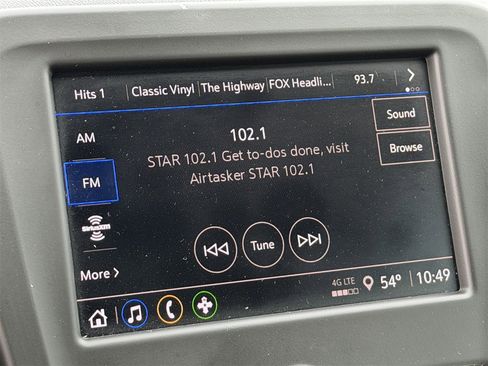 Hits 1 Classic Vinyl The Highway FOX Headli... 93.7
AM
102.1
Sound
STAR 102.1 Get to-dos done, visit
Airtasker STAR 102.1
Browse
FM
SiriusXM
Tune
More
4G LTE
54° 10:49